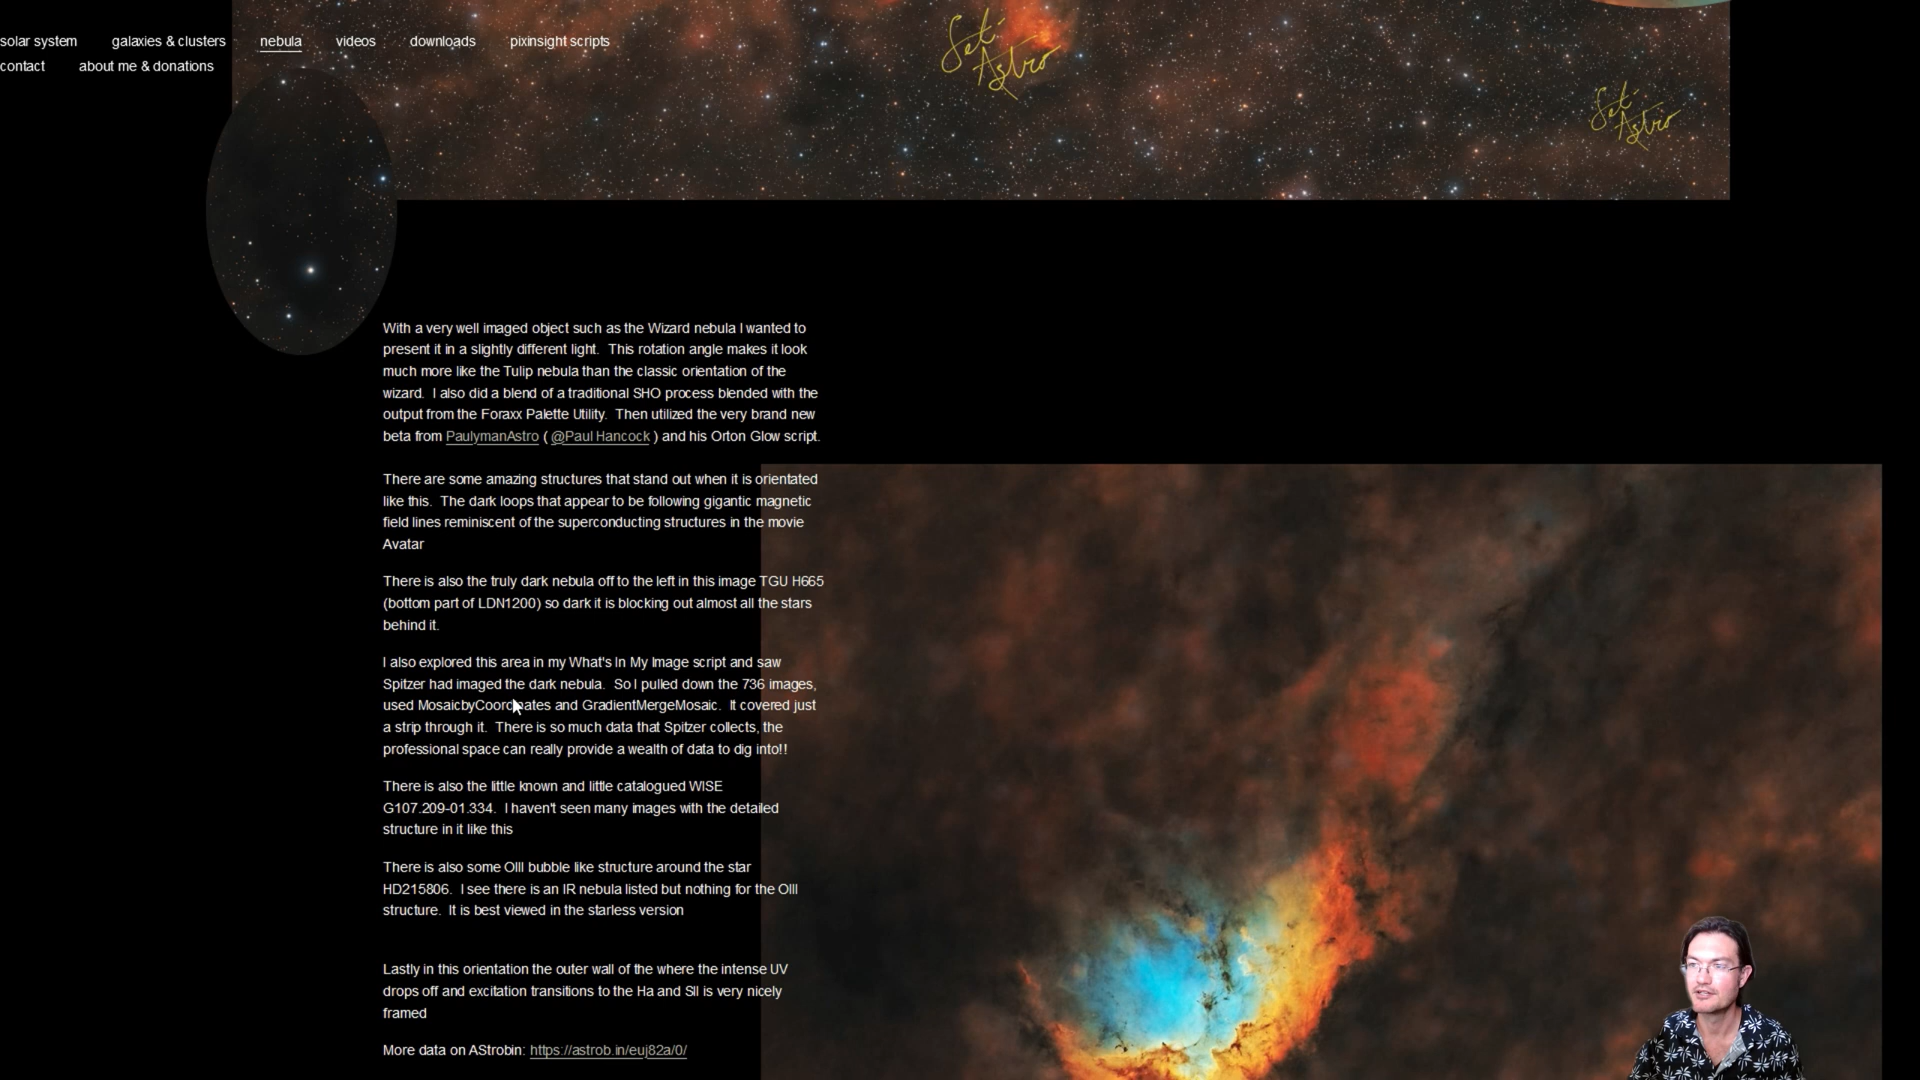 solar system galaxies & clusters nebula videos downloads pixinsight scripts
contact about me & donations
Seti Astro
Seti Astro
With a very well imaged object such as the Wizard nebula I wanted to
present it in a slightly different light. This rotation angle makes it look
much more like the Tulip nebula than the classic orientation of the
wizard. I also did a blend of a traditional SHO process blended with the
output from the Foraxx Palette Utility. Then utilized the very brand new
beta from PaulymanAstro ( @Paul Hancock ) and his Orton Glow script.
There are some amazing structures that stand out when it is orientated
like this. The dark loops that appear to be following gigantic magnetic
field lines reminiscent of the superconducting structures in the movie
Avatar
There is also the truly dark nebula off to the left in this image TGU H665
(bottom part of LDN1200) so dark it is blocking out almost all the stars
behind it.
I also explored this area in my What's In My Image script and saw
Spitzer had imaged the dark nebula. So I pulled down the 736 images,
used MosaicbyCoordinates and GradientMergeMosaic. It covered just
a strip through it. There is so much data that Spitzer collects, the
professional space can really provide a wealth of data to dig into!!
There is also the little known and little catalogued WISE
G107.209-01.334. I haven't seen many images with the detailed
structure in it like this
There is also some OIII bubble like structure around the star
HD215806. I see there is an IR nebula listed but nothing for the OIII
structure. It is best viewed in the starless version
Lastly in this orientation the outer wall of the where the intense UV
drops off and excitation transitions to the Ha and SII is very nicely
framed
More data on AStrobin: https://astrob.in/euj82a/0/